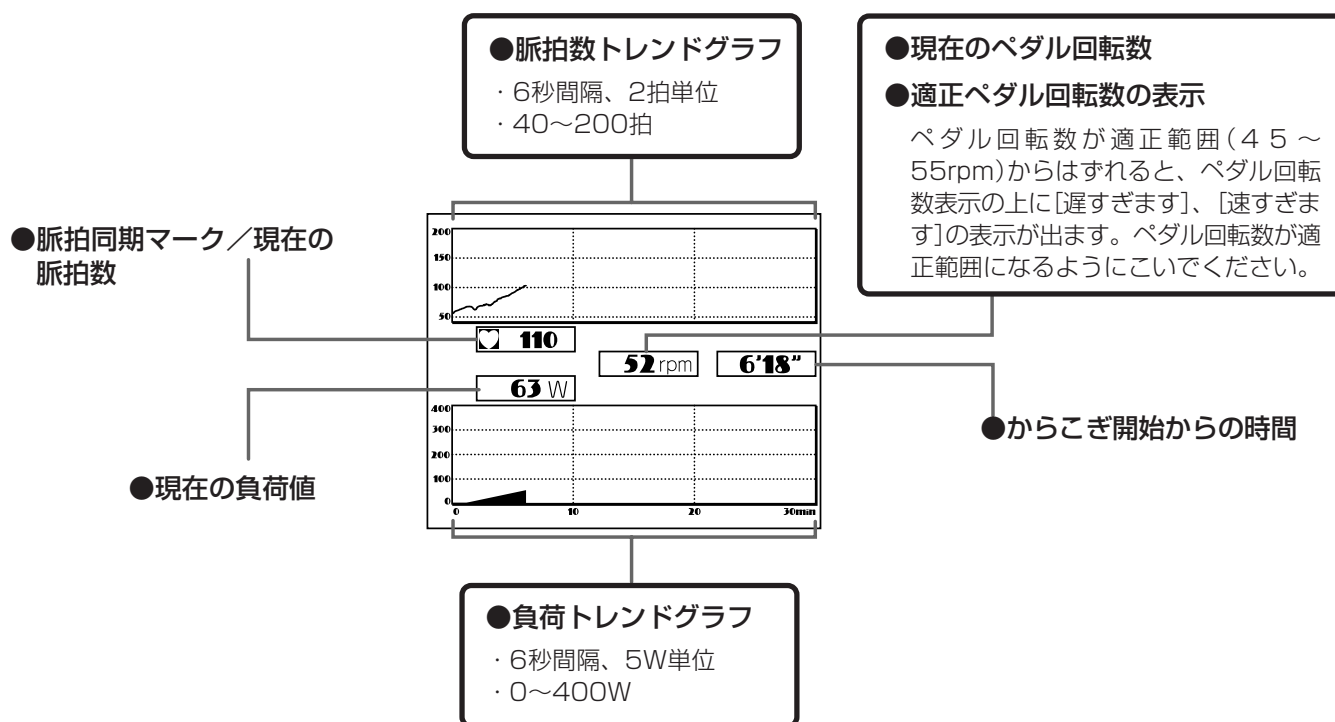 ●脈拍数トレンドグラフ
・6秒間隔、2拍単位
・40～200拍
●現在のペダル回転数
●適正ペダル回転数の表示
ペダル回転数が適正範囲(45～
55rpm)からはずれると、ペダル回転
数表示の上に[遅すぎます]、[速すぎま
す]の表示が出ます。ペダル回転数が適
正範囲になるようにこいでください。
●脈拍同期マーク／現在の
脈拍数
200
150
100
50
110
52 rpm
6'18"
63 W
400
300
200
100
0
0
10
20
30min
●からこぎ開始からの時間
●現在の負荷値
●負荷トレンドグラフ
・6秒間隔、5W単位
・0～400W